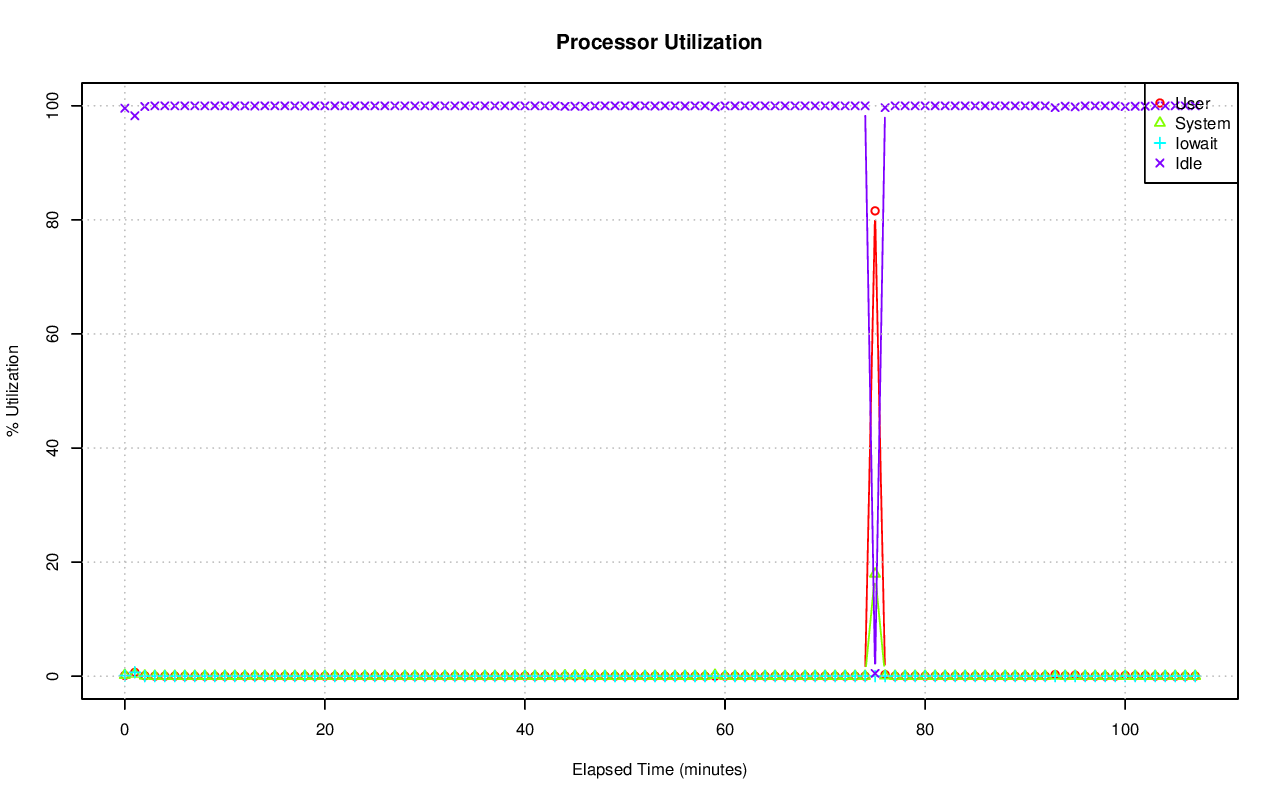 Processor Utilization
% Utilization
100
80
60
40
20
0
User
System
Iowait
Idle
0 20 40 60 80 100
Elapsed Time (minutes)